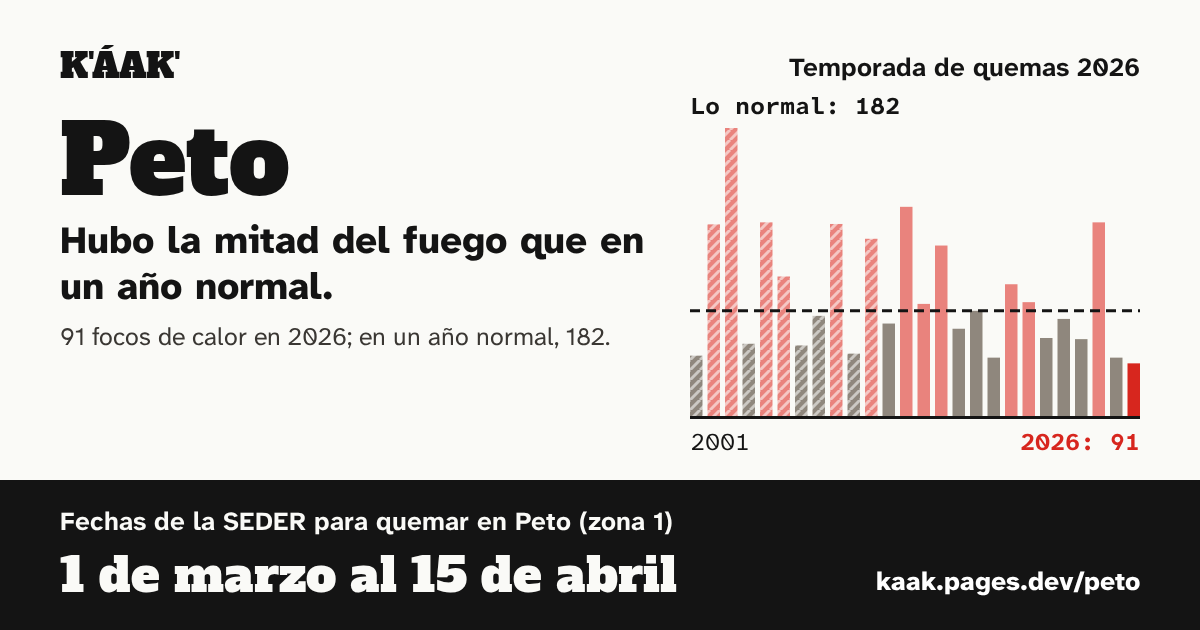 K'ÁAK'
Peto
Hubo la mitad del fuego que en
un año normal.
91 focos de calor en 2026; en un año normal, 182.
Temporada de quemas 2026
Lo normal: 182
2001
2026: 91
Fechas de la SEDER para quemar en Peto (zona 1)
1 de marzo al 15 de abril
kaak.pages.dev/peto